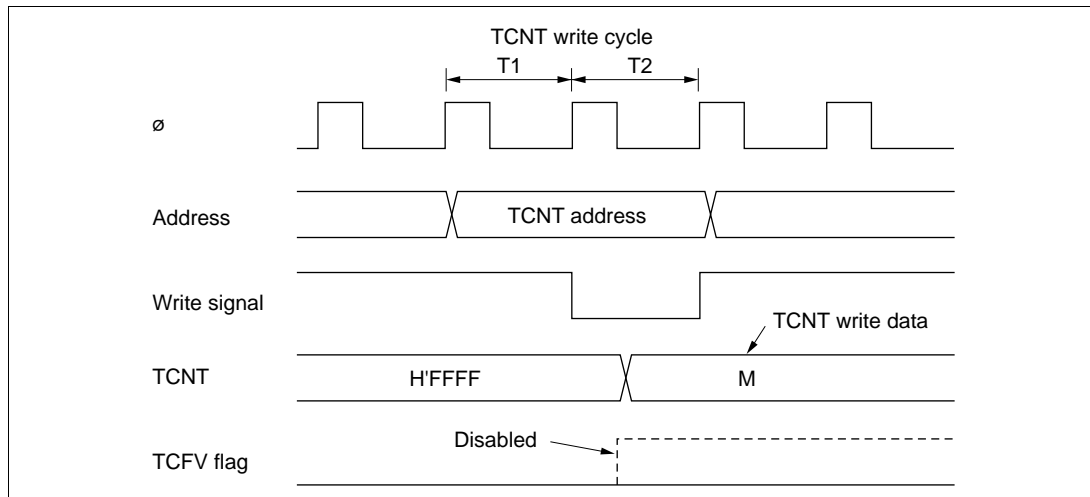 TCNT write cycle
T1 T2
ø
Address TCNT address
Write signal
TCNT write data
TCNT H'FFFF M
Disabled
TCFV flag